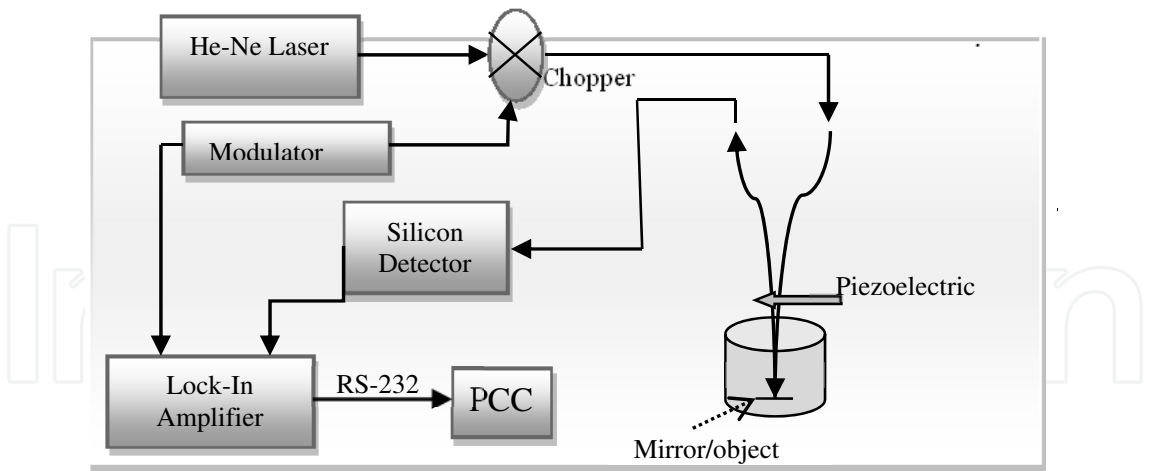 He-Ne Laser
Chopper
Modulator
Silicon
Detector
Piezoelectric
Lock-In
Amplifier
RS-232
PCC
Mirror/object